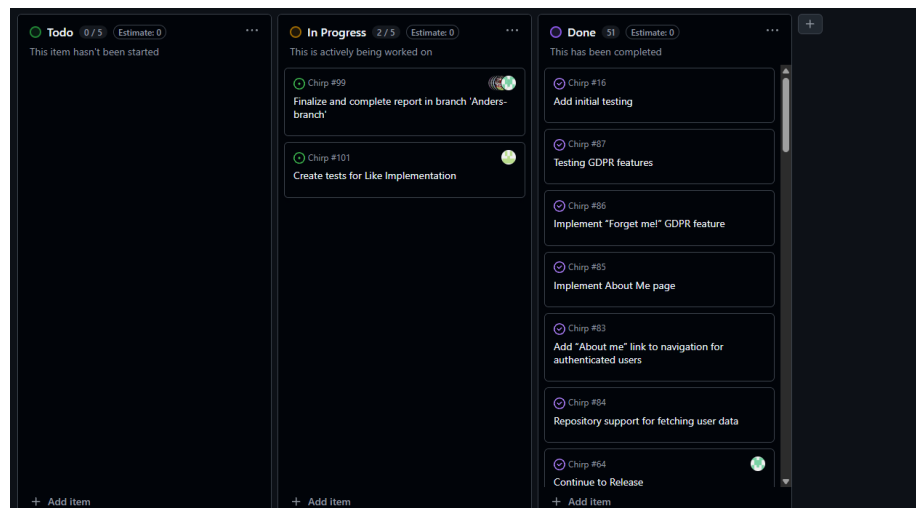 Todo 0 / 5 Estimate: 0 ...
This item hasn't been started
+ Add item
In Progress 2 / 5 Estimate: 0 ...
This is actively being worked on
Chirp #99
Finalize and complete report in branch 'Anders-
branch'
Chirp #101
Create tests for Like Implementation
+ Add item
Done 51 Estimate: 0 ...
This has been completed
Chirp #16
Add initial testing
Chirp #87
Testing GDPR features
Chirp #86
Implement “Forget me!” GDPR feature
Chirp #85
Implement About Me page
Chirp #83
Add “About me” link to navigation for
authenticated users
Chirp #84
Repository support for fetching user data
Chirp #64
Continue to Release
+ Add item
+